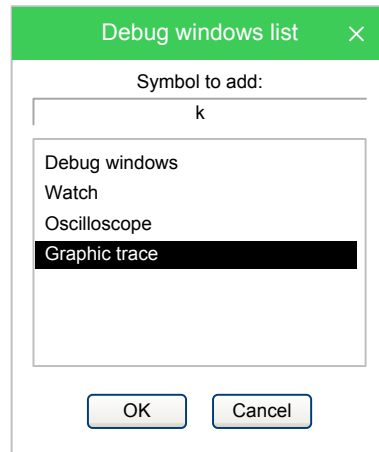 Debug windows list
Symbol to add:
k
Debug windows
Watch
Oscilloscope
Graphic trace
OK Cancel